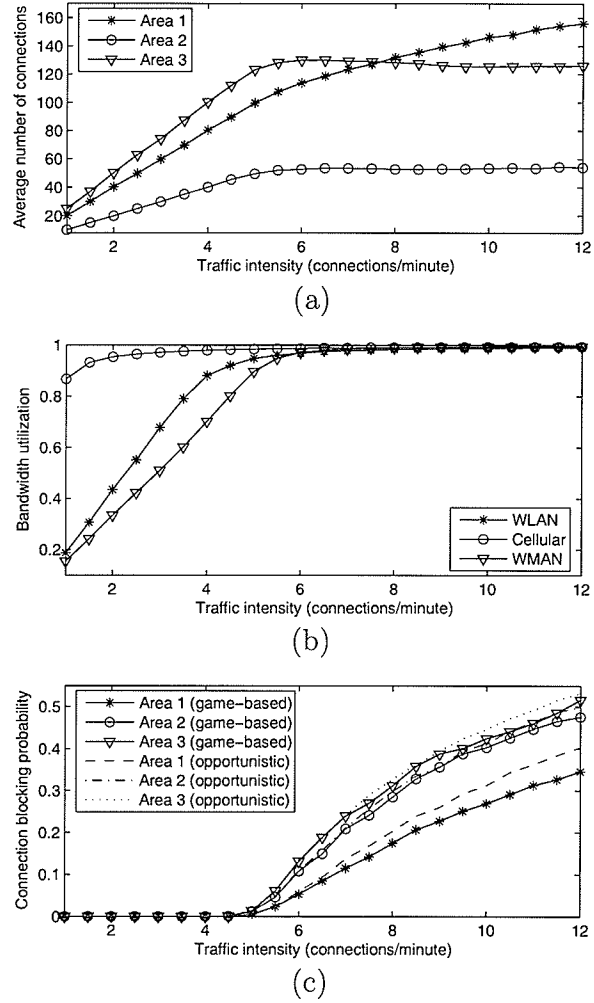 160
140
120
100
80
60
40
20
Average number of connections
Area 1
Area 2
Area 3
2 4 6 8 10 12
Traffic intensity (connections/minute)
(a)
1
0.8
0.6
0.4
0.2
Bandwidth utilization
WLAN
Cellular
WMAN
2 4 6 8 10 12
Traffic intensity (connections/minute)
(b)
0.5
0.4
0.3
0.2
0.1
0
Connection blocking probability
Area 1 (game-based)
Area 2 (game-based)
Area 3 (game-based)
Area 1 (opportunistic)
Area 2 (opportunistic)
Area 3 (opportunistic)
2 4 6 8 10 12
Traffic intensity (connections/minute)
(c)